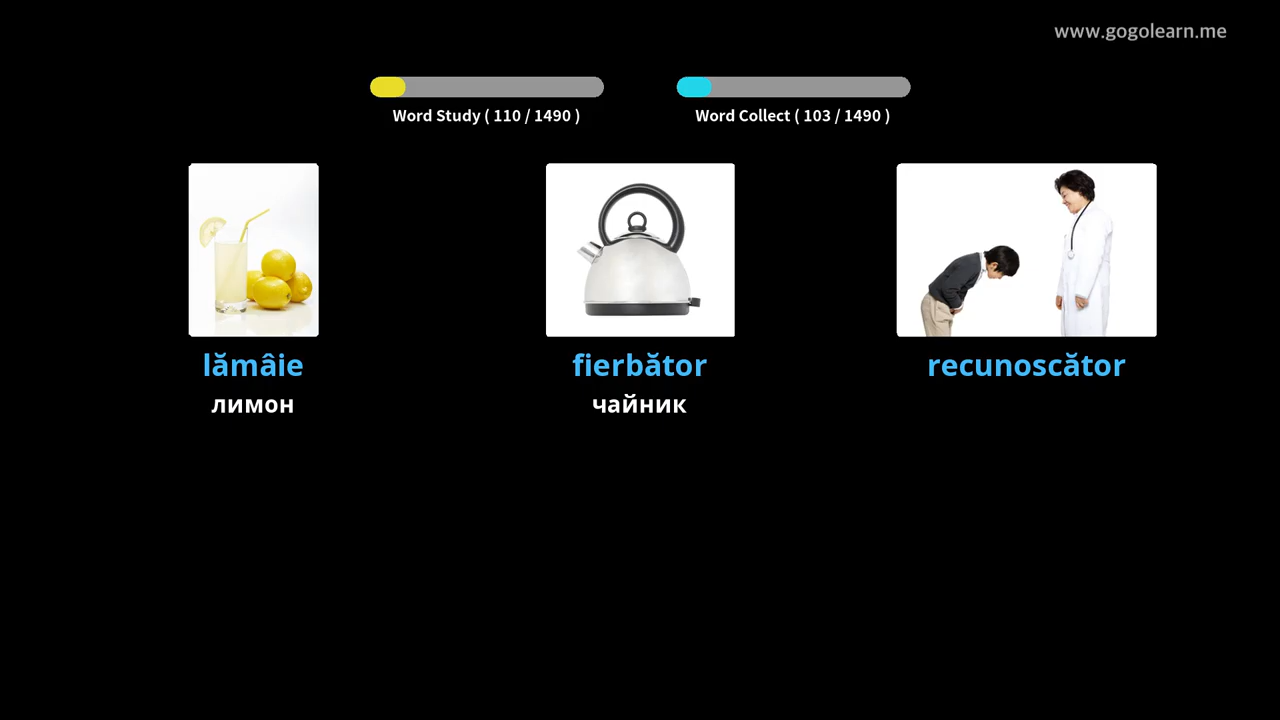 www.gogolearn.me
Word Study ( 110 / 1490 )
Word Collect ( 103 / 1490 )
lămâie
лимон
fierbător
чайник
recunoscător